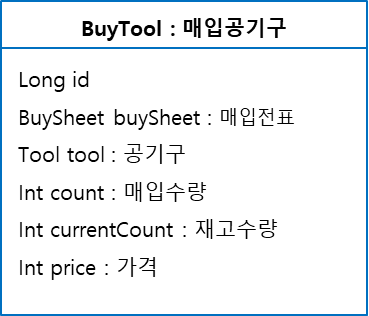 BuyTool : 매입공기구
Long id
BuySheet buySheet : 매입전표
Tool tool : 공기구
Int count : 매입수량
Int currentCount : 재고수량
Int price : 가격